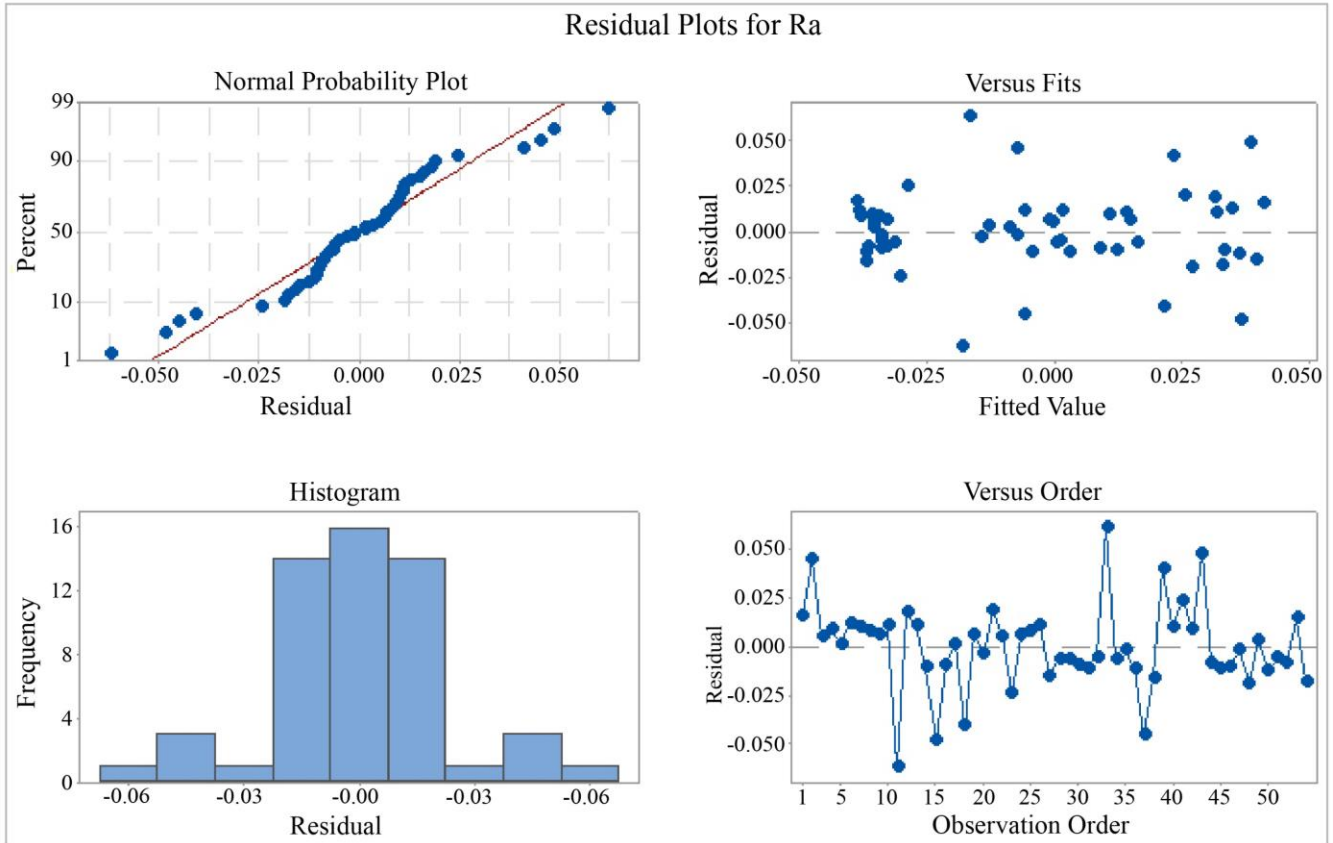 Residual Plots for Ra
Normal Probability Plot
99
90
50
10
1
Percent
-0.050 -0.025 0.000 0.025 0.050
Residual
Versus Fits
0.050
0.025
0.000
-0.025
-0.050
Residual
-0.050 -0.025 0.000 0.025 0.050
Fitted Value
Histogram
16
12
8
4
0
Frequency
-0.06 -0.03 -0.00 -0.03 -0.06
Residual
Versus Order
0.050
0.025
0.000
-0.025
-0.050
Residual
1 5 10 15 20 25 30 35 40 45 50
Observation Order